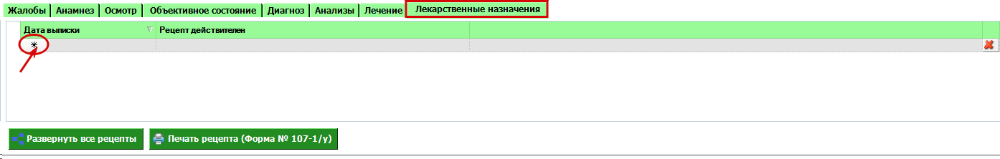 Жалобы Анамнез Осмотр Объективное состояние Диагноз Анализы Лечение Лекарственные назначения
Дата выписки Рецепт действителен
Развернуть все рецепты Печать рецепта (Форма № 107-1/у)